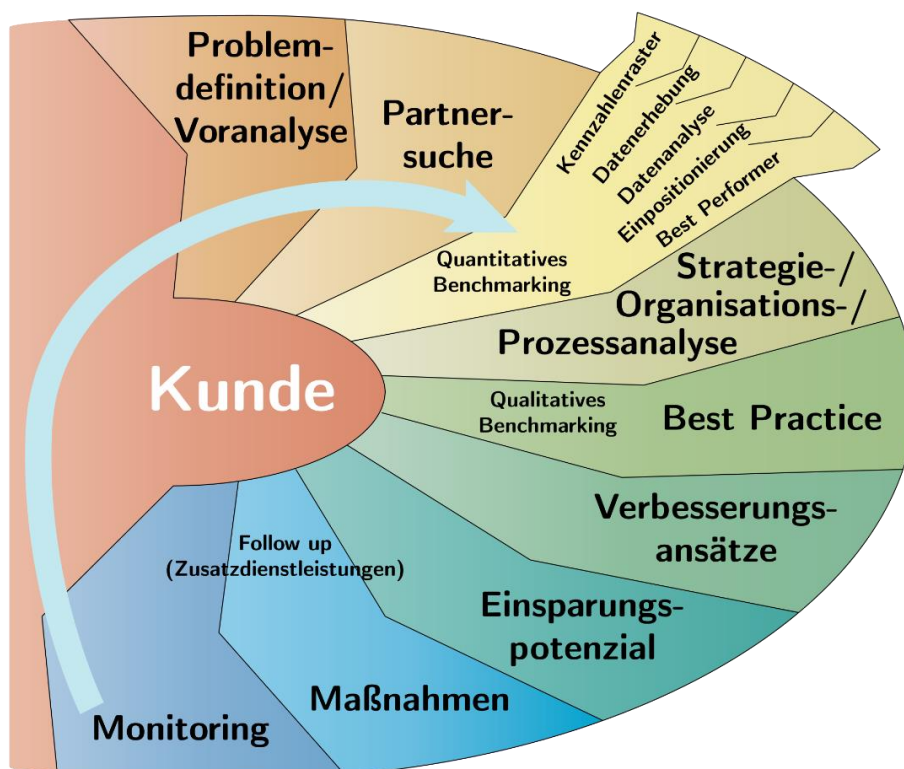 Problem-
definition/
Voranalyse
Partner-
suche
Kennzahlenraster
Datenerhebung
Datenanalyse
Einpositionierung
Best Performer
Quantitatives
Benchmarking
Strategie-/
Organisations-/
Prozessanalyse
Kunde
Qualitatives
Benchmarking
Best Practice
Verbesserungs-
ansätze
Einsparungs-
potenzial
Follow up
(Zusatzdienstleistungen)
Maßnahmen
Monitoring